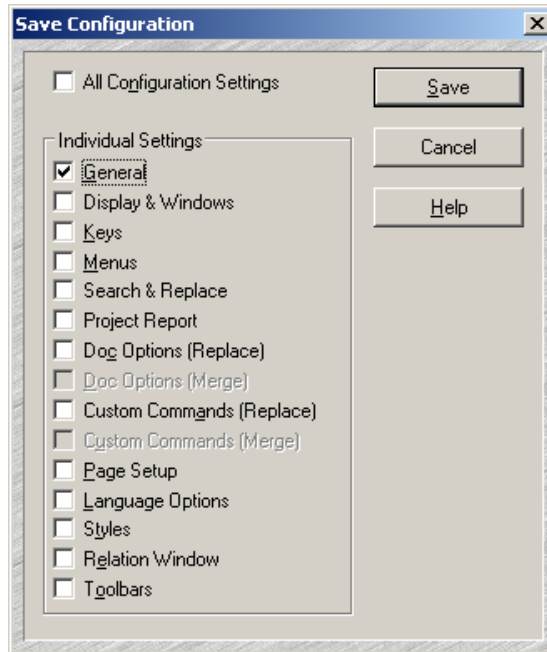 Save Configuration
All Configuration Settings
Save
Individual Settings
Cancel
General
Display & Windows
Help
Keys
Menus
Search & Replace
Project Report
Doc Options (Replace)
Doc Options (Merge)
Custom Commands (Replace)
Custom Commands (Merge)
Page Setup
Language Options
Styles
Relation Window
Toolbars